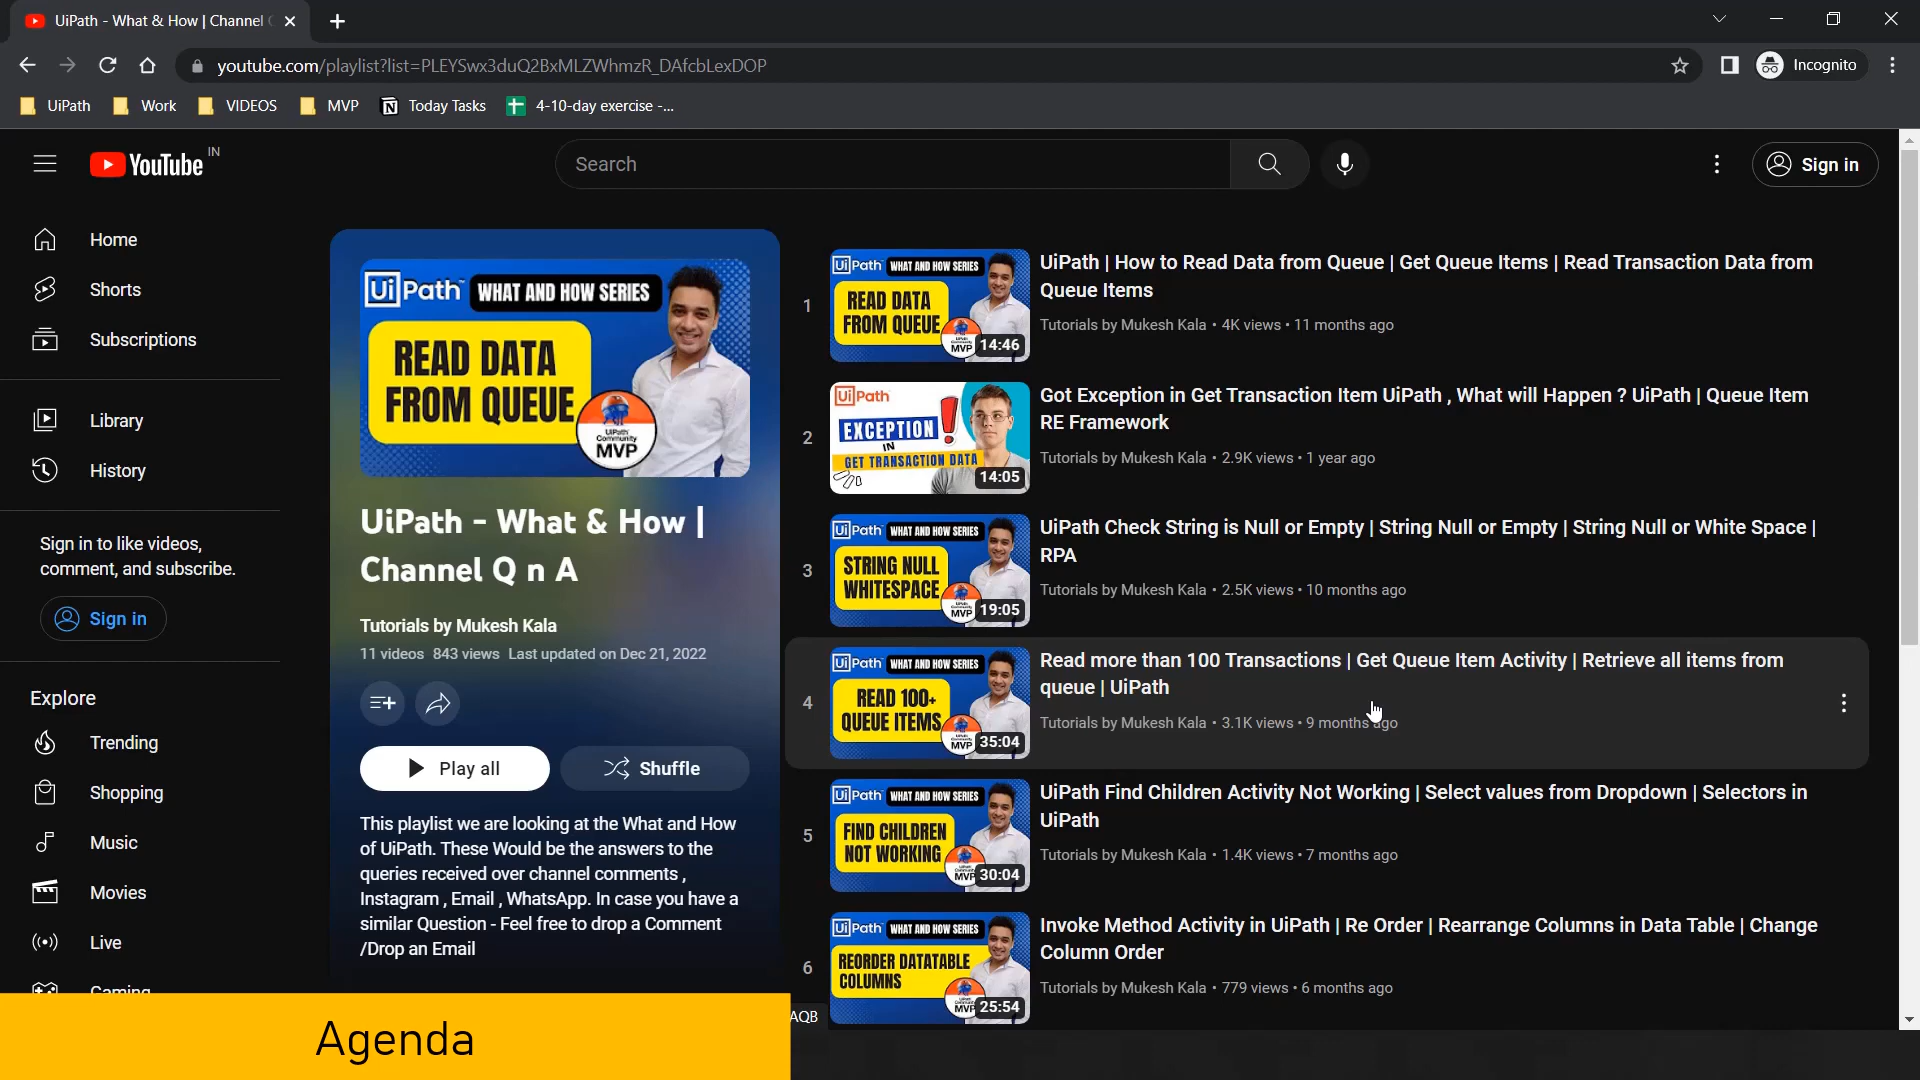 UiPath - What & How | Channel
youtube.com/playlist?list=PLEYSwx3duQ2BxMLZWhmzR_DAfcbLexDOP
Incognito
UiPath
Work
VIDEOS
MVP
Today Tasks
4-10-day exercise -...
YouTube IN
Search
Sign in
Home
Shorts
Subscriptions
Library
History
Sign in to like videos,
comment, and subscribe.
Sign in
Explore
Trending
Shopping
Music
Movies
Live
Gaming
UiPath WHAT AND HOW SERIES
READ DATA
FROM QUEUE
UiPath
Community
MVP
UiPath - What & How |
Channel Q n A
Tutorials by Mukesh Kala
11 videos 843 views Last updated on Dec 21, 2022
Play all
Shuffle
This playlist we are looking at the What and How
of UiPath. These Would be the answers to the
queries received over channel comments ,
Instagram , Email , WhatsApp. In case you have a
similar Question - Feel free to drop a Comment
/Drop an Email
1
UiPath WHAT AND HOW SERIES
READ DATA
FROM QUEUE
MVP
14:46
UiPath | How to Read Data from Queue | Get Queue Items | Read Transaction Data from
Queue Items
Tutorials by Mukesh Kala • 4K views • 11 months ago
2
UiPath
EXCEPTION
IN
GET TRANSACTION DATA
14:05
Got Exception in Get Transaction Item UiPath , What will Happen ? UiPath | Queue Item
RE Framework
Tutorials by Mukesh Kala • 2.9K views • 1 year ago
3
UiPath WHAT AND HOW SERIES
STRING NULL
WHITESPACE
MVP
19:05
UiPath Check String is Null or Empty | String Null or Empty | String Null or White Space |
RPA
Tutorials by Mukesh Kala • 2.5K views • 10 months ago
4
UiPath WHAT AND HOW SERIES
READ 100+
QUEUE ITEMS
MVP
35:04
Read more than 100 Transactions | Get Queue Item Activity | Retrieve all items from
queue | UiPath
Tutorials by Mukesh Kala • 3.1K views • 9 months ago
5
UiPath WHAT AND HOW SERIES
FIND CHILDREN
NOT WORKING
MVP
30:04
UiPath Find Children Activity Not Working | Select values from Dropdown | Selectors in
UiPath
Tutorials by Mukesh Kala • 1.4K views • 7 months ago
6
UiPath WHAT AND HOW SERIES
REORDER DATATABLE
COLUMNS
MVP
25:54
Invoke Method Activity in UiPath | Re Order | Rearrange Columns in Data Table | Change
Column Order
Tutorials by Mukesh Kala • 779 views • 6 months ago
AQB
Agenda